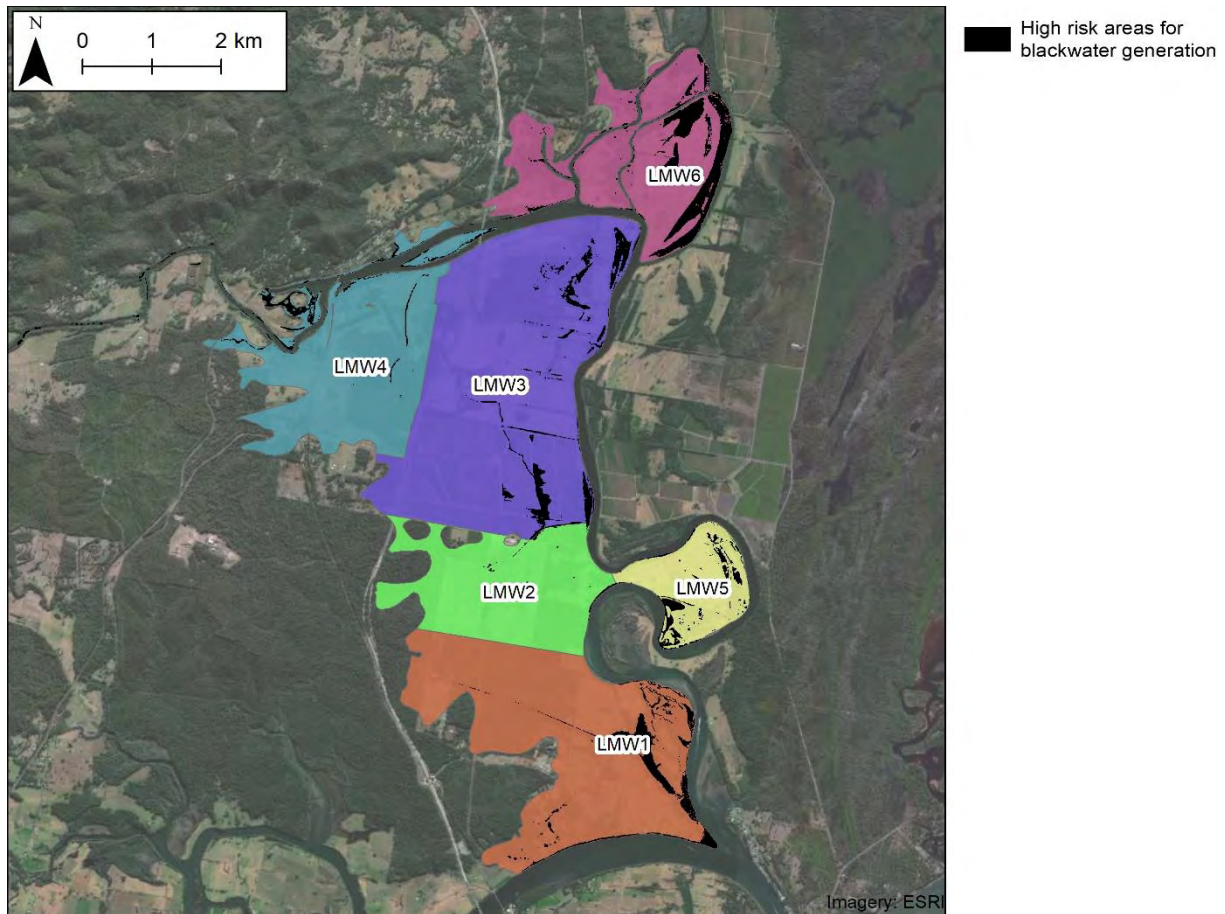 N
0 1 2 km
High risk areas for
blackwater generation
LMW6
LMW4
LMW3
LMW2
LMW5
LMW1
Imagery: ESRI